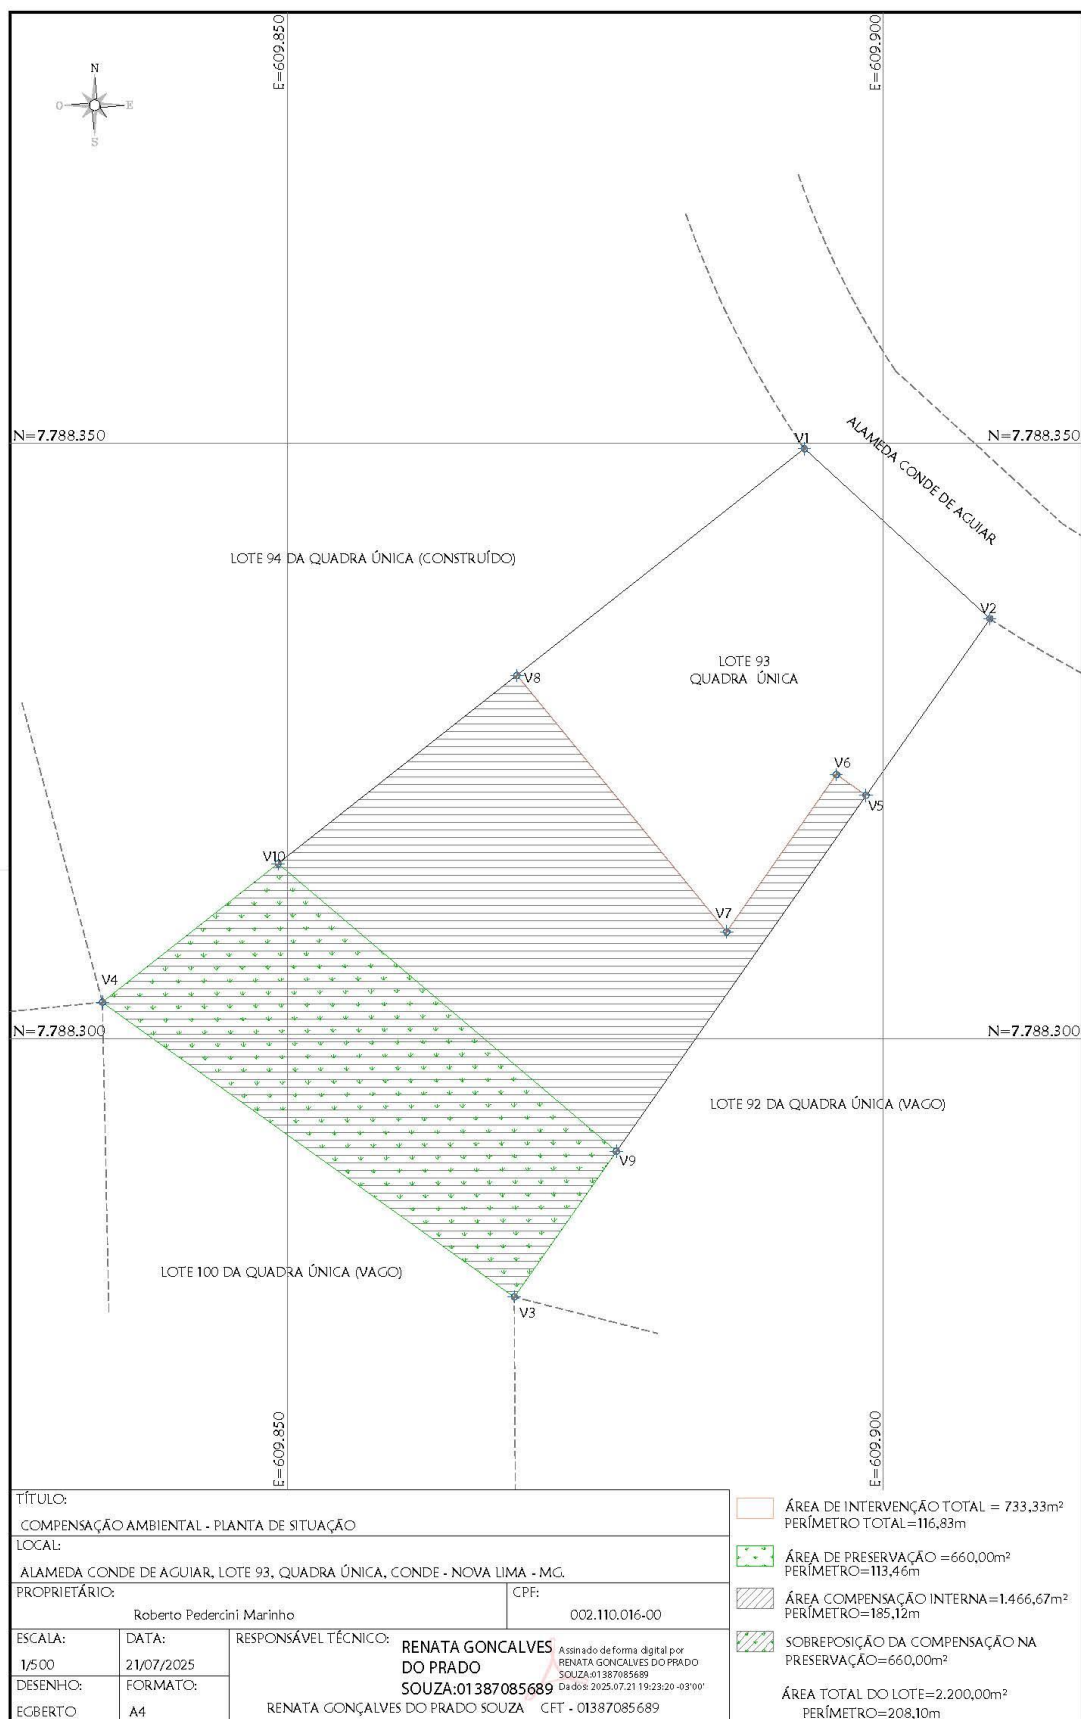 E=609.850
E=609.900
N
O
E
S
N=7.788.350
N=7.788.350
V1
ALAMEDA CONDE DE AGUIAR
LOTE 94 DA QUADRA ÚNICA (CONSTRUÍDO)
V2
LOTE 93
QUADRA ÚNICA
V8
V6
V5
V10
V7
V4
N=7.788.300
N=7.788.300
LOTE 92 DA QUADRA ÚNICA (VAGO)
V9
LOTE 100 DA QUADRA ÚNICA (VAGO)
V3
E=609.850
E=609.900
TÍTULO:
COMPENSAÇÃO AMBIENTAL - PLANTA DE SITUAÇÃO
LOCAL:
ALAMEDA CONDE DE AGUIAR, LOTE 93, QUADRA ÚNICA, CONDE - NOVA LIMA - MG.
PROPRIETÁRIO:
Roberto Pedercini Marinho
CPF:
002.110.016-00
ESCALA:
1/500
DATA:
21/07/2025
DESENHO:
EGBERTO
FORMATO:
A4
RESPONSÁVEL TÉCNICO:
RENATA GONCALVES
DO PRADO
SOUZA:01387085689
Assinado de forma digital por
RENATA GONCALVES DO PRADO
SOUZA:01387085689
Dados: 2025.07.21 19:23:20 -03'00'
RENATA GONÇALVES DO PRADO SOUZA CFT - 01387085689
ÁREA DE INTERVENÇÃO TOTAL = 733,33m²
PERÍMETRO TOTAL=116,83m
ÁREA DE PRESERVAÇÃO =660,00m²
PERÍMETRO=113,46m
ÁREA COMPENSAÇÃO INTERNA=1.466,67m²
PERÍMETRO=185,12m
SOBREPOSIÇÃO DA COMPENSAÇÃO NA
PRESERVAÇÃO=660,00m²
ÁREA TOTAL DO LOTE=2.200,00m²
PERÍMETRO=208,10m